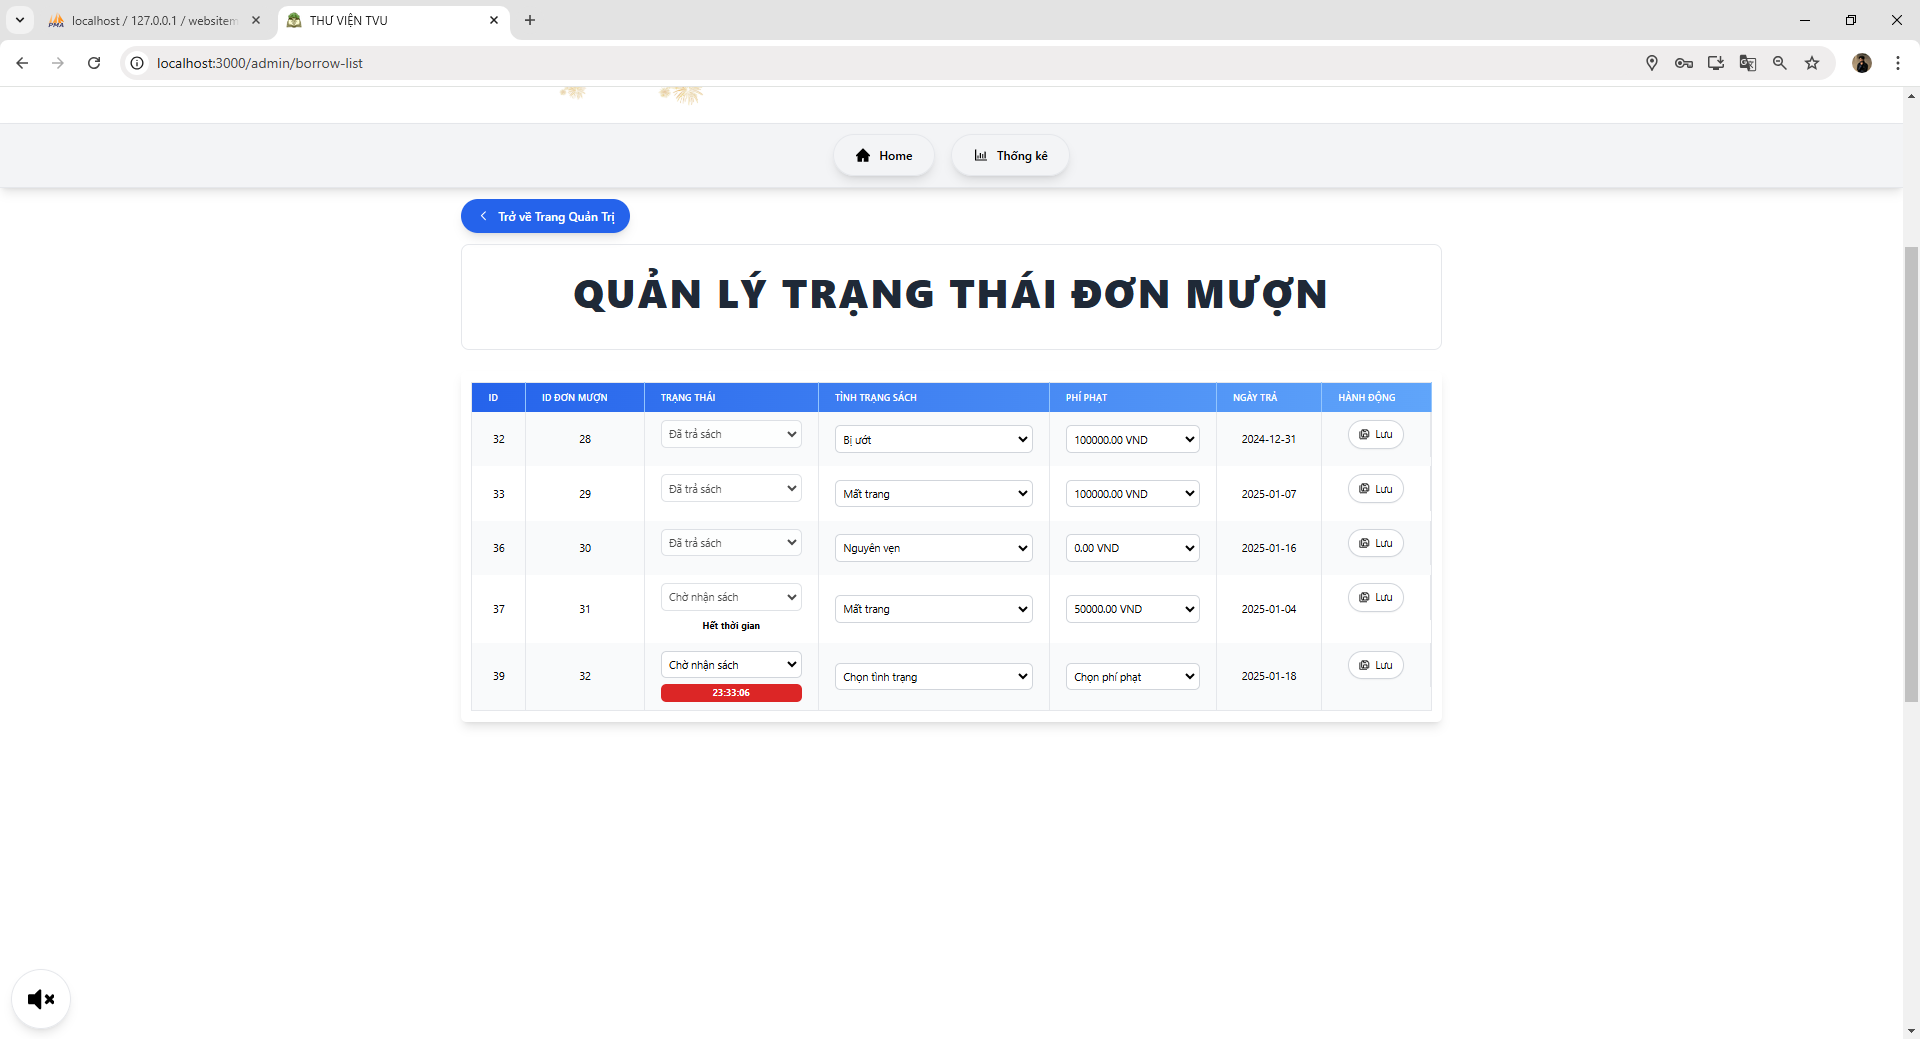 localhost / 127.0.0.1 / websitem
THƯ VIỆN TVU
localhost:3000/admin/borrow-list
Home
Thống kê
Trở về Trang Quản Trị
QUẢN LÝ TRẠNG THÁI ĐƠN MƯỢN
ID ID ĐƠN MƯỢN TRẠNG THÁI TÌNH TRẠNG SÁCH PHÍ PHẠT NGÀY TRẢ HÀNH ĐỘNG
32 28 Đã trả sách Bị ướt 100000.00 VND 2024-12-31 Lưu
33 29 Đã trả sách Mất trang 100000.00 VND 2025-01-07 Lưu
36 30 Đã trả sách Nguyên vẹn 0.00 VND 2025-01-16 Lưu
37 31 Chờ nhận sách Mất trang 50000.00 VND 2025-01-04 Lưu
Hết thời gian
39 32 Chờ nhận sách Chọn tình trạng Chọn phí phạt 2025-01-18 Lưu
23:33:06